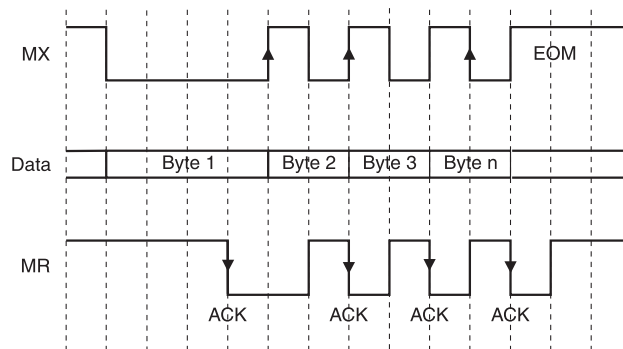 MX
EOM
Data
Byte 1
Byte 2
Byte 3
Byte n
MR
ACK
ACK
ACK
ACK